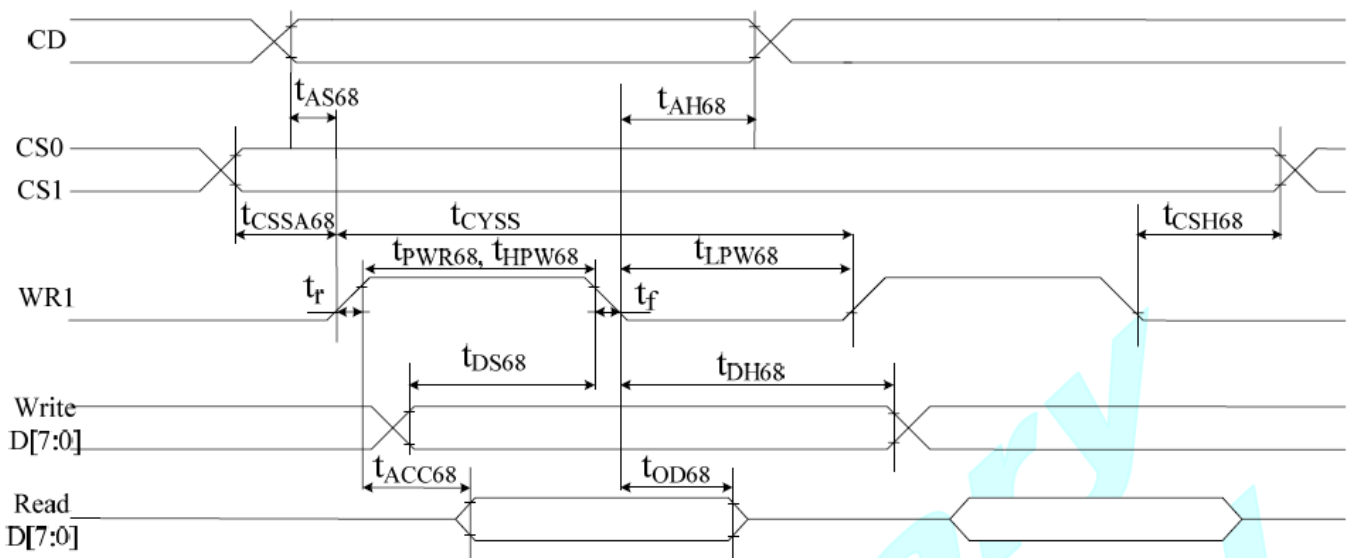 CD
tAS68 tAH68
CS0
CS1
tCSSA68 tCYSS tCSH68
tPWR68, tHPW68 tLPW68
WR1 tr tf
tDS68 tDH68
Write
D[7:0]
tACC68 tOD68
Read
D[7:0]